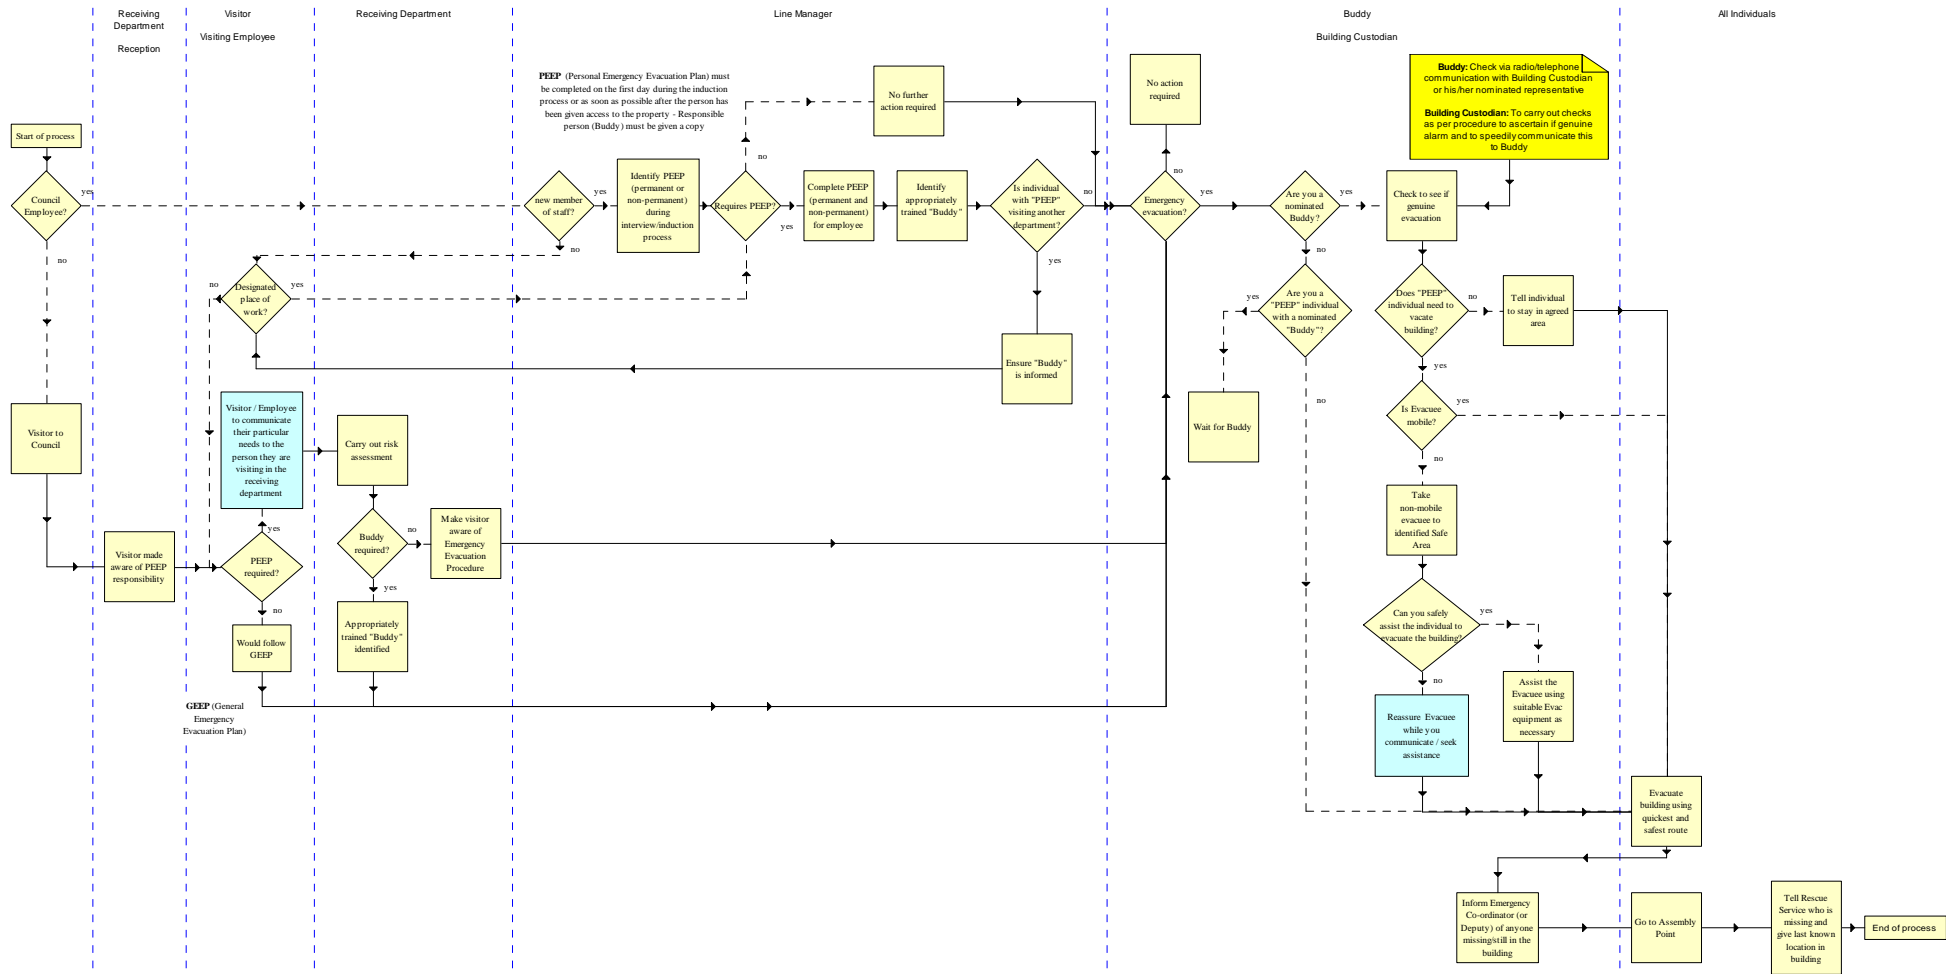 Receiving
Department
Reception
Visitor
Visiting Employee
Receiving Department
Line Manager
Buddy
Building Custodian
All Individuals
PEEP (Personal Emergency Evacuation Plan) must
be completed on the first day during the induction
process or as soon as possible after the person has
been given access to the property - Responsible
person (Buddy) must be given a copy
No further
action required
No action
required
Buddy: Check via radio/telephone
communication with Building Custodian
or his/her nominated representative
Building Custodian: To carry out checks
as per procedure to ascertain if genuine
alarm and to speedily communicate this
to Buddy
Start of process
Council
Employee?
yes
no
new member
of staff?
yes
no
Identify PEEP
(permanent or
non-permanent)
during
interview/induction
process
Requires PEEP?
no
yes
Complete PEEP
(permanent and
non-permanent)
for employee
Identify
appropriately
trained "Buddy"
Is individual
with "PEEP"
visiting another
department?
no
yes
Emergency
evacuation?
no
yes
Are you a
nominated
Buddy?
yes
no
Check to see if
genuine
evacuation
Designated
place of
work?
no
yes
Are you a
"PEEP" individual
with a nominated
"Buddy"?
yes
no
Does "PEEP"
individual need to
vacate
building?
no
yes
Tell individual
to stay in agreed
area
Ensure "Buddy"
is informed
Wait for Buddy
Is Evacuee
mobile?
yes
no
Visitor to
Council
Visitor / Employee
to communicate
their particular
needs to the
person they are
visiting in the
receiving
department
Carry out risk
assessment
Take
non-mobile
evacuee to
identified Safe
Area
Visitor made
aware of PEEP
responsibility
PEEP
required?
yes
no
Buddy
required?
no
yes
Make visitor
aware of
Emergency
Evacuation
Procedure
Can you safely
assist the individual to
evacuate the building?
yes
no
Would follow
GEEP
Appropriately
trained "Buddy"
identified
GEEP (General
Emergency
Evacuation Plan)
Reassure Evacuee
while you
communicate / seek
assistance
Assist the
Evacuee using
suitable Evac
equipment as
necessary
Evacuate
building using
quickest and
safest route
Inform Emergency
Co-ordinator (or
Deputy) of anyone
missing/still in the
building
Go to Assembly
Point
Tell Rescue
Service who is
missing and
give last known
location in
building
End of process